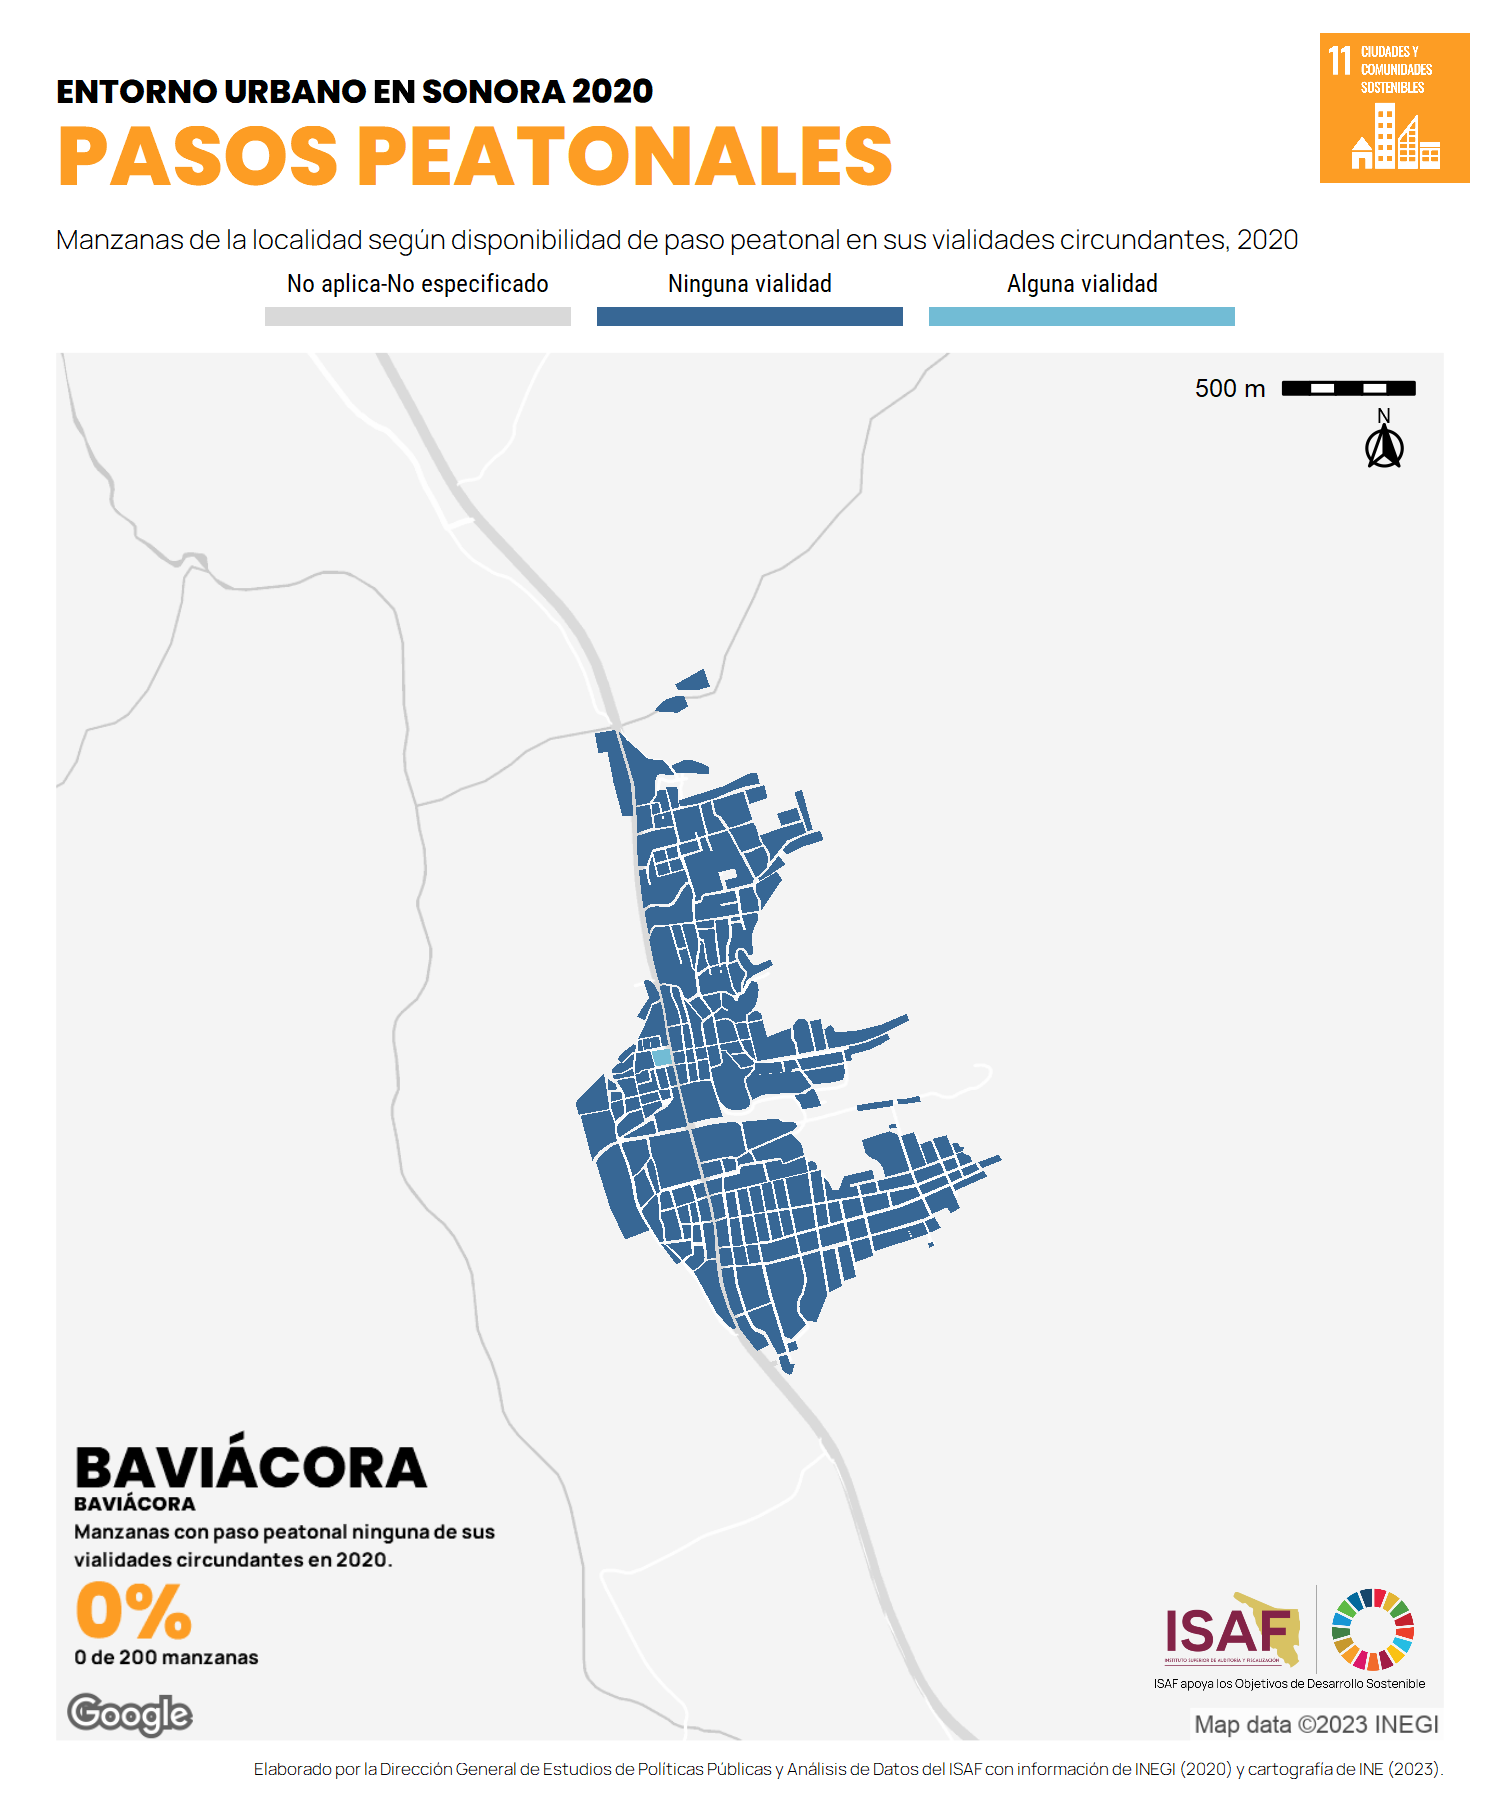 ENTORNO URBANO EN SONORA 2020
PASOS PEATONALES
11 CIUDADES Y
COMUNIDADES
SOSTENIBLES
Manzanas de la localidad según disponibilidad de paso peatonal en sus vialidades circundantes, 2020
No aplica-No especificado
Ninguna vialidad
Alguna vialidad
500 m
N
BAVIÁCORA
BAVIÁCORA
Manzanas con paso peatonal ninguna de sus
vialidades circundantes en 2020.
0%
0 de 200 manzanas
Google
ISAF
INSTITUTO SUPERIOR DE AUDITORÍA Y FISCALIZACIÓN
ISAF apoya los Objetivos de Desarrollo Sostenible
Map data ©2023 INEGI
Elaborado por la Dirección General de Estudios de Políticas Públicas y Análisis de Datos del ISAF con información de INEGI (2020) y cartografía de INE (2023).